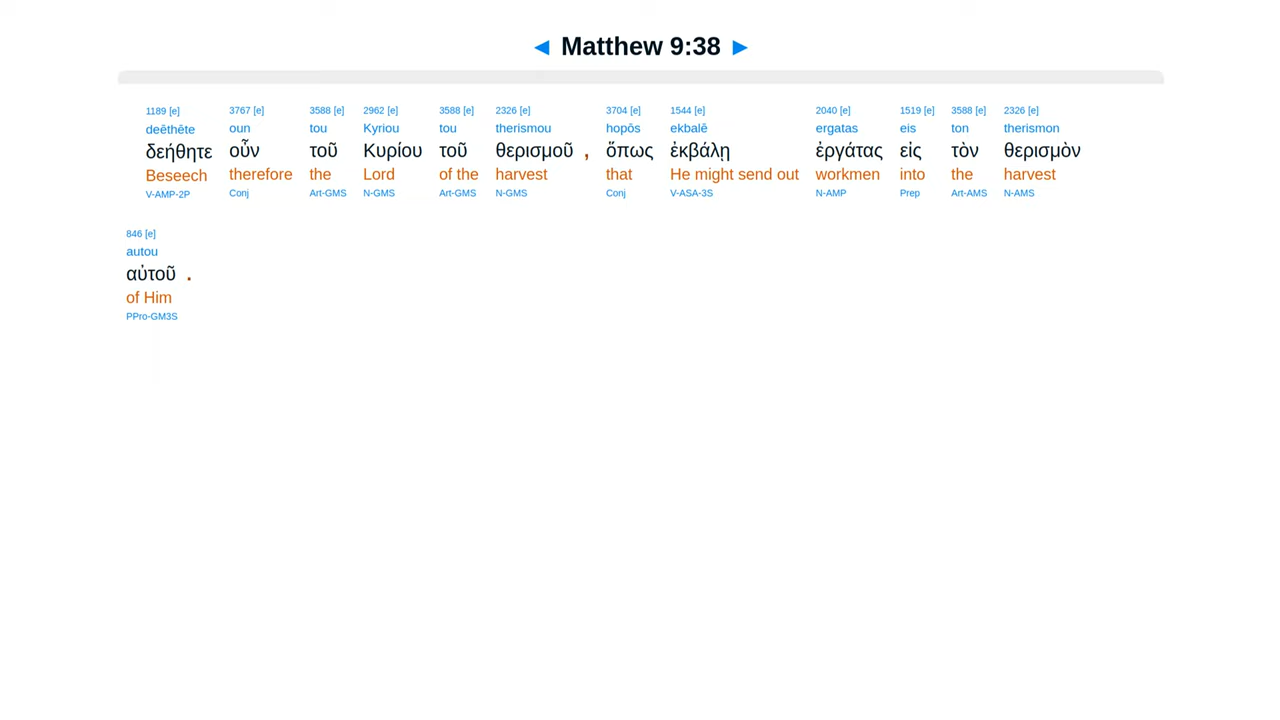 ◄ Matthew 9:38 ►
1189 [e] 3767 [e] 3588 [e] 2962 [e] 3588 [e] 2326 [e] 3704 [e] 1544 [e] 2040 [e] 1519 [e] 3588 [e] 2326 [e]
deēthēte oun tou Kyriou tou therismou hopōs ekbalē ergatas eis ton therismon
δεήθητε οὖν τοῦ Κυρίου τοῦ θερισμοῦ , ὅπως ἐκβάλῃ ἐργάτας εἰς τὸν θερισμὸν
Beseech therefore the Lord of the harvest that He might send out workmen into the harvest
V-AMP-2P Conj Art-GMS N-GMS Art-GMS N-GMS Conj V-ASA-3S N-AMP Prep Art-AMS N-AMS
846 [e]
autou
αὐτοῦ .
of Him
PPro-GM3S